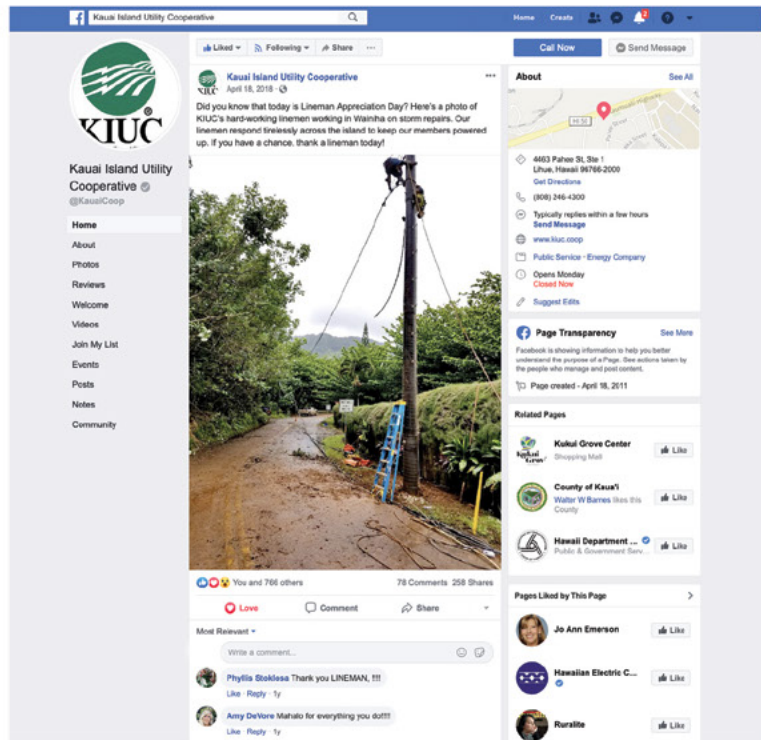 Kauai Island Utility Cooperative
Home Create 2
KIUC
Kauai Island Utility
Cooperative
@KauaiCoop
Home
About
Photos
Reviews
Welcome
Videos
Join My List
Events
Posts
Notes
Community
Liked Following Share ...
Call Now Send Message
KIUC
Kauai Island Utility Cooperative
April 18, 2018 ·
Did you know that today is Lineman Appreciation Day? Here's a photo of
KIUC's hard-working linemen working in Wainiha on storm repairs. Our
linemen respond tirelessly across the island to keep our members powered
up. If you have a chance, thank a lineman today!
You and 766 others
78 Comments 258 Shares
Love Comment Share
Most Relevant
Write a comment...
Phyllis Stoklosa Thank you LINEMAN, !!!!
Like · Reply · 1y
Amy DeVore Mahalo for everything you do!!!!
Like · Reply · 1y
About See All
HI 51
4463 Pahee St, Ste 1
Lihue, Hawaii 96766-2000
Get Directions
(808) 246-4300
Typically replies within a few hours
Send Message
www.kiuc.coop
Public Service · Energy Company
Opens Monday
Closed Now
Suggest Edits
Page Transparency See More
Facebook is showing information to help you better
understand the purpose of a Page. See actions taken by
the people who manage and post content.
Page created - April 18, 2011
Related Pages
Kukui Grove
Kukui Grove Center
Shopping Mall
Like
County of Kaua'i
Walter W Barnes likes this
County
Like
Hawaii Department ...
Public & Government Serv...
Like
Pages Liked by This Page
Jo Ann Emerson
Like
Hawaiian Electric C...
Like
Ruralite
Like